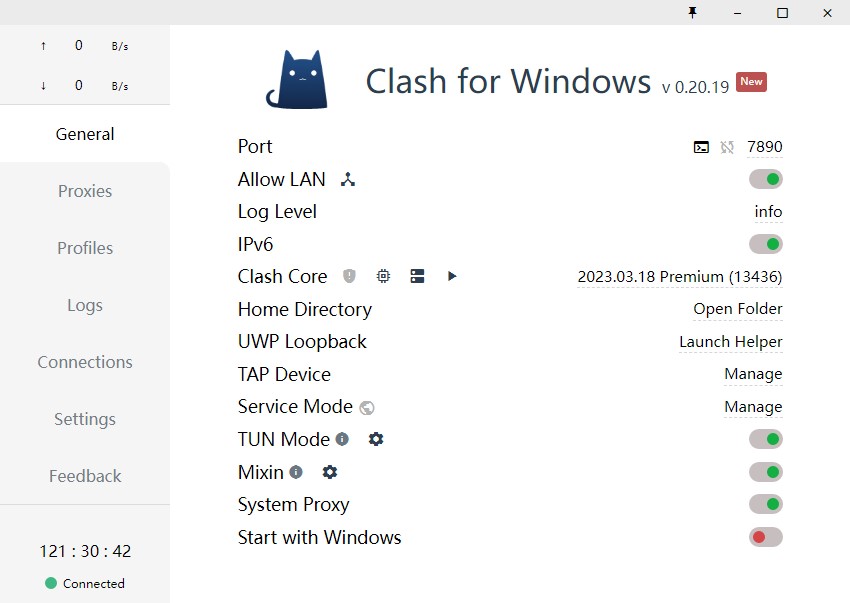 ↑ 0 B/s
↓ 0 B/s
General
Proxies
Profiles
Logs
Connections
Settings
Feedback
121 : 30 : 42
Connected
Clash for Windows v 0.20.19 New
Port 7890
Allow LAN
Log Level info
IPv6
Clash Core 2023.03.18 Premium (13436)
Home Directory Open Folder
UWP Loopback Launch Helper
TAP Device Manage
Service Mode Manage
TUN Mode
Mixin
System Proxy
Start with Windows